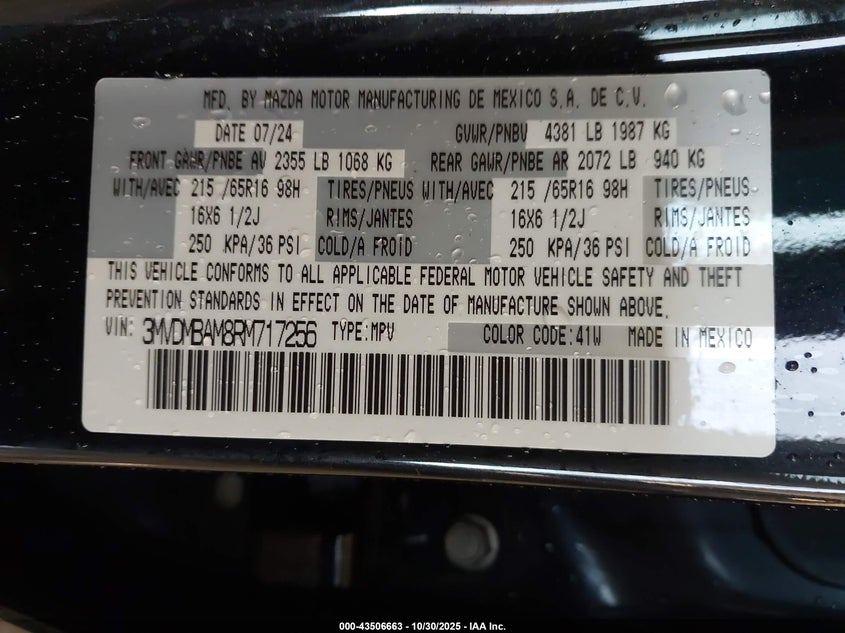 MFD. BY MAZDA MOTOR MANUFACTURING DE MEXICO S.A. DE C.V.
DATE 07/24 GVWR/PNBV 4381 LB 1987 KG
FRONT GAWR/PNBE AV 2355 LB 1068 KG REAR GAWR/PNBE AR 2072 LB 940 KG
WITH/AVEC 215 /65R16 98H TIRES/PNEUS WITH/AVEC 215 /65R16 98H TIRES/PNEUS
16X6 1/2J RIMS/JANTES 16X6 1/2J RIMS/JANTES
250 KPA/36 PSI COLD/A FROID 250 KPA/36 PSI COLD/A FROID
THIS VEHICLE CONFORMS TO ALL APPLICABLE FEDERAL MOTOR VEHICLE SAFETY AND THEFT
PREVENTION STANDARDS IN EFFECT ON THE DATE OF MANUFACTURE SHOWN ABOVE.
VIN: 3MVDMBAM8RM717256 TYPE:MPV COLOR CODE:41W MADE IN MEXICO
000-43506663 - 10/30/2025 - IAA Inc.